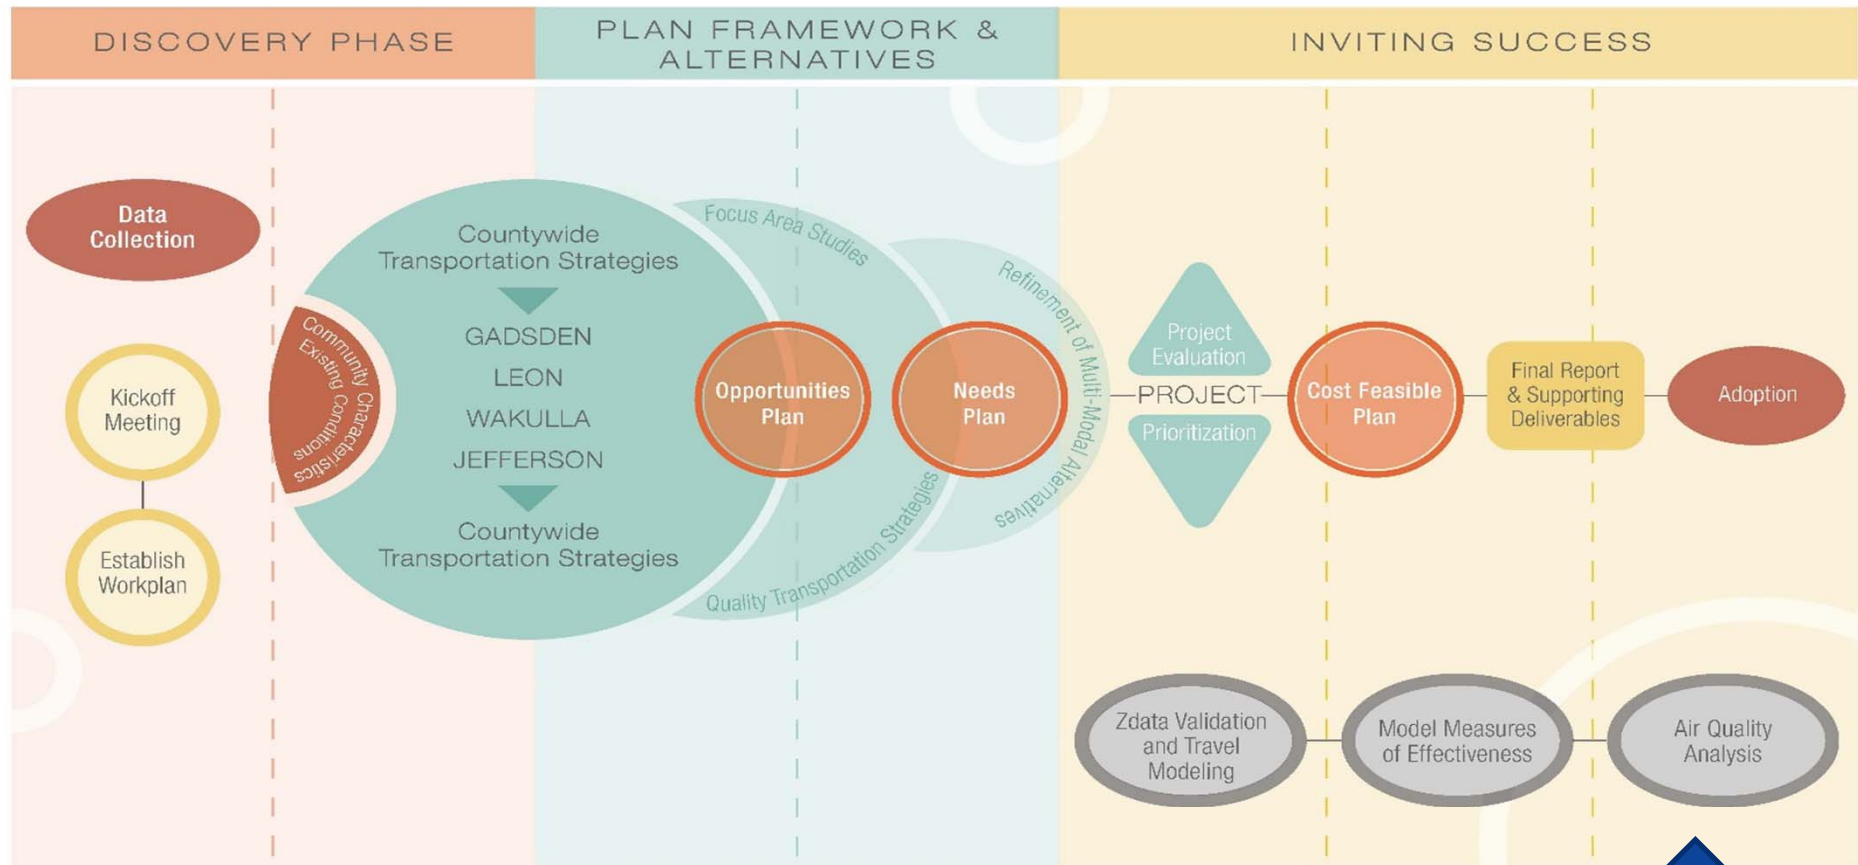 DISCOVERY PHASE
PLAN FRAMEWORK &
ALTERNATIVES
INVITING SUCCESS
Data
Collection
Kickoff
Meeting
Establish
Workplan
Community Characteristics
Existing Conditions
Countywide
Transportation Strategies
GADSDEN
LEON
WAKULLA
JEFFERSON
Countywide
Transportation Strategies
Focus Area Studies
Opportunities
Plan
Quality Transportation Strategies
Needs
Plan
Refinement of Multi-Modal Alternatives
Project
Evaluation
PROJECT
Prioritization
Cost Feasible
Plan
Final Report
& Supporting
Deliverables
Adoption
Zdata Validation
and Travel
Modeling
Model Measures
of Effectiveness
Air Quality
Analysis